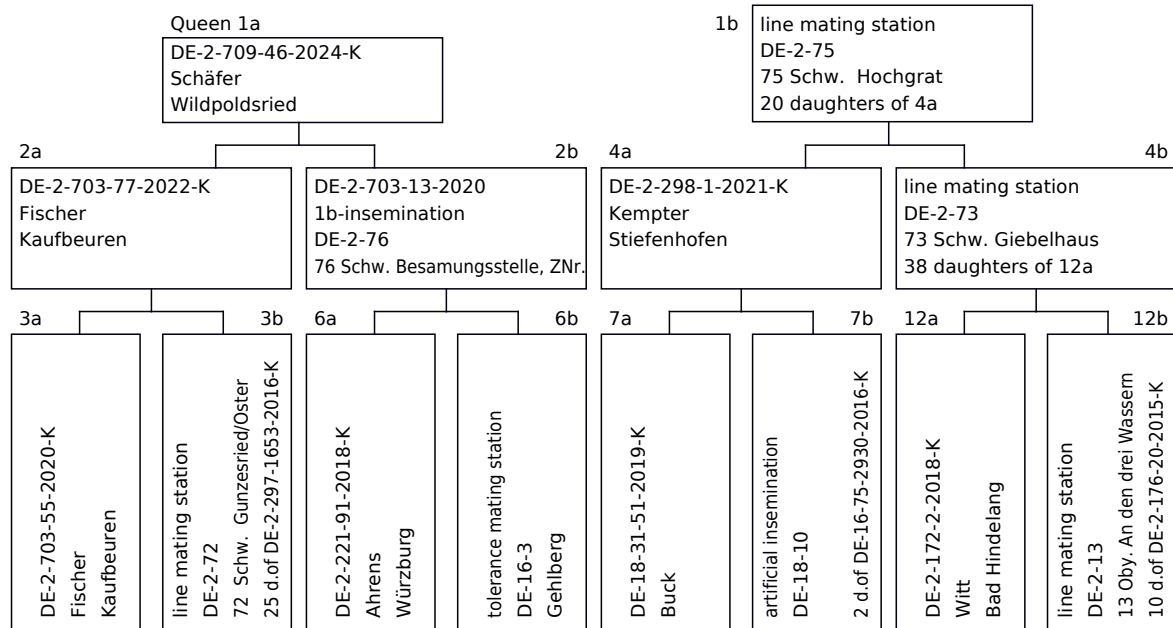 Queen 1a
DE-2-709-46-2024-K
Schäfer
Wildpoldsried
1b
line mating station
DE-2-75
75 Schw. Hochgrat
20 daughters of 4a
2a
DE-2-703-77-2022-K
Fischer
Kaufbeuren
2b
DE-2-703-13-2020
1b-insemination
DE-2-76
76 Schw. Besamungsstelle, ZNr.
4a
DE-2-298-1-2021-K
Kempter
Stiefenhofen
4b
line mating station
DE-2-73
73 Schw. Giebelhaus
38 daughters of 12a
3a
DE-2-703-55-2020-K
Fischer
Kaufbeuren
3b
line mating station
DE-2-72
72 Schw. Gunzesried/Oster
25 d.of DE-2-297-1653-2016-K
6a
DE-2-221-91-2018-K
Ahrens
Würzburg
6b
tolerance mating station
DE-16-3
Gehlberg
7a
DE-18-31-51-2019-K
Buck
7b
artificial insemination
DE-18-10
2 d.of DE-16-75-2930-2016-K
12a
DE-2-172-2-2018-K
Witt
Bad Hindelang
12b
line mating station
DE-2-13
13 Oby. An den drei Wassern
10 d.of DE-2-176-20-2015-K